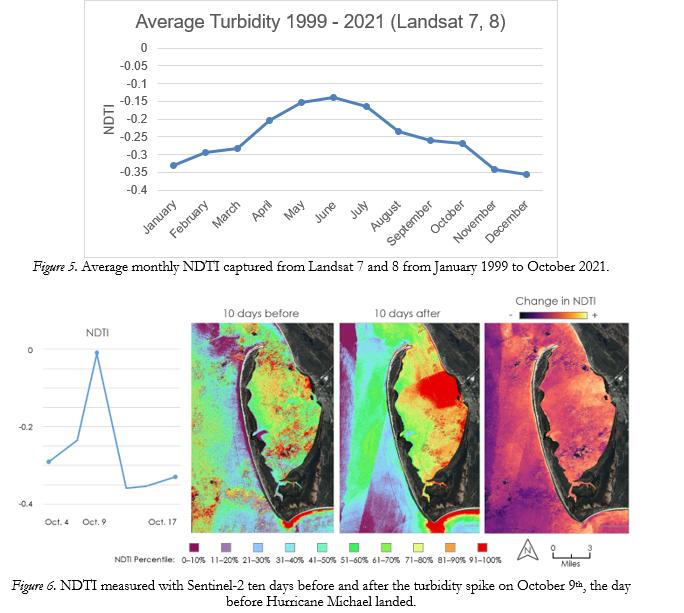 Average Turbidity 1999 - 2021 (Landsat 7, 8)
0
-0.05
-0.1
-0.15
-0.2
-0.25
-0.3
-0.35
-0.4
NDTI
January
February
March
April
May
June
July
August
September
October
November
December
Figure 5. Average monthly NDTI captured from Landsat 7 and 8 from January 1999 to October 2021.
NDTI
0
-0.2
-0.4
Oct. 4
Oct. 9
Oct. 17
10 days before
10 days after
Change in NDTI
- +
NDTI Percentile: 0–10% 11–20% 21-30% 31–40% 41–50% 51–60% 61–70% 71–80% 81–90% 91–100%
N
0 3
Miles
Figure 6. NDTI measured with Sentinel-2 ten days before and after the turbidity spike on October 9th, the day
before Hurricane Michael landed.